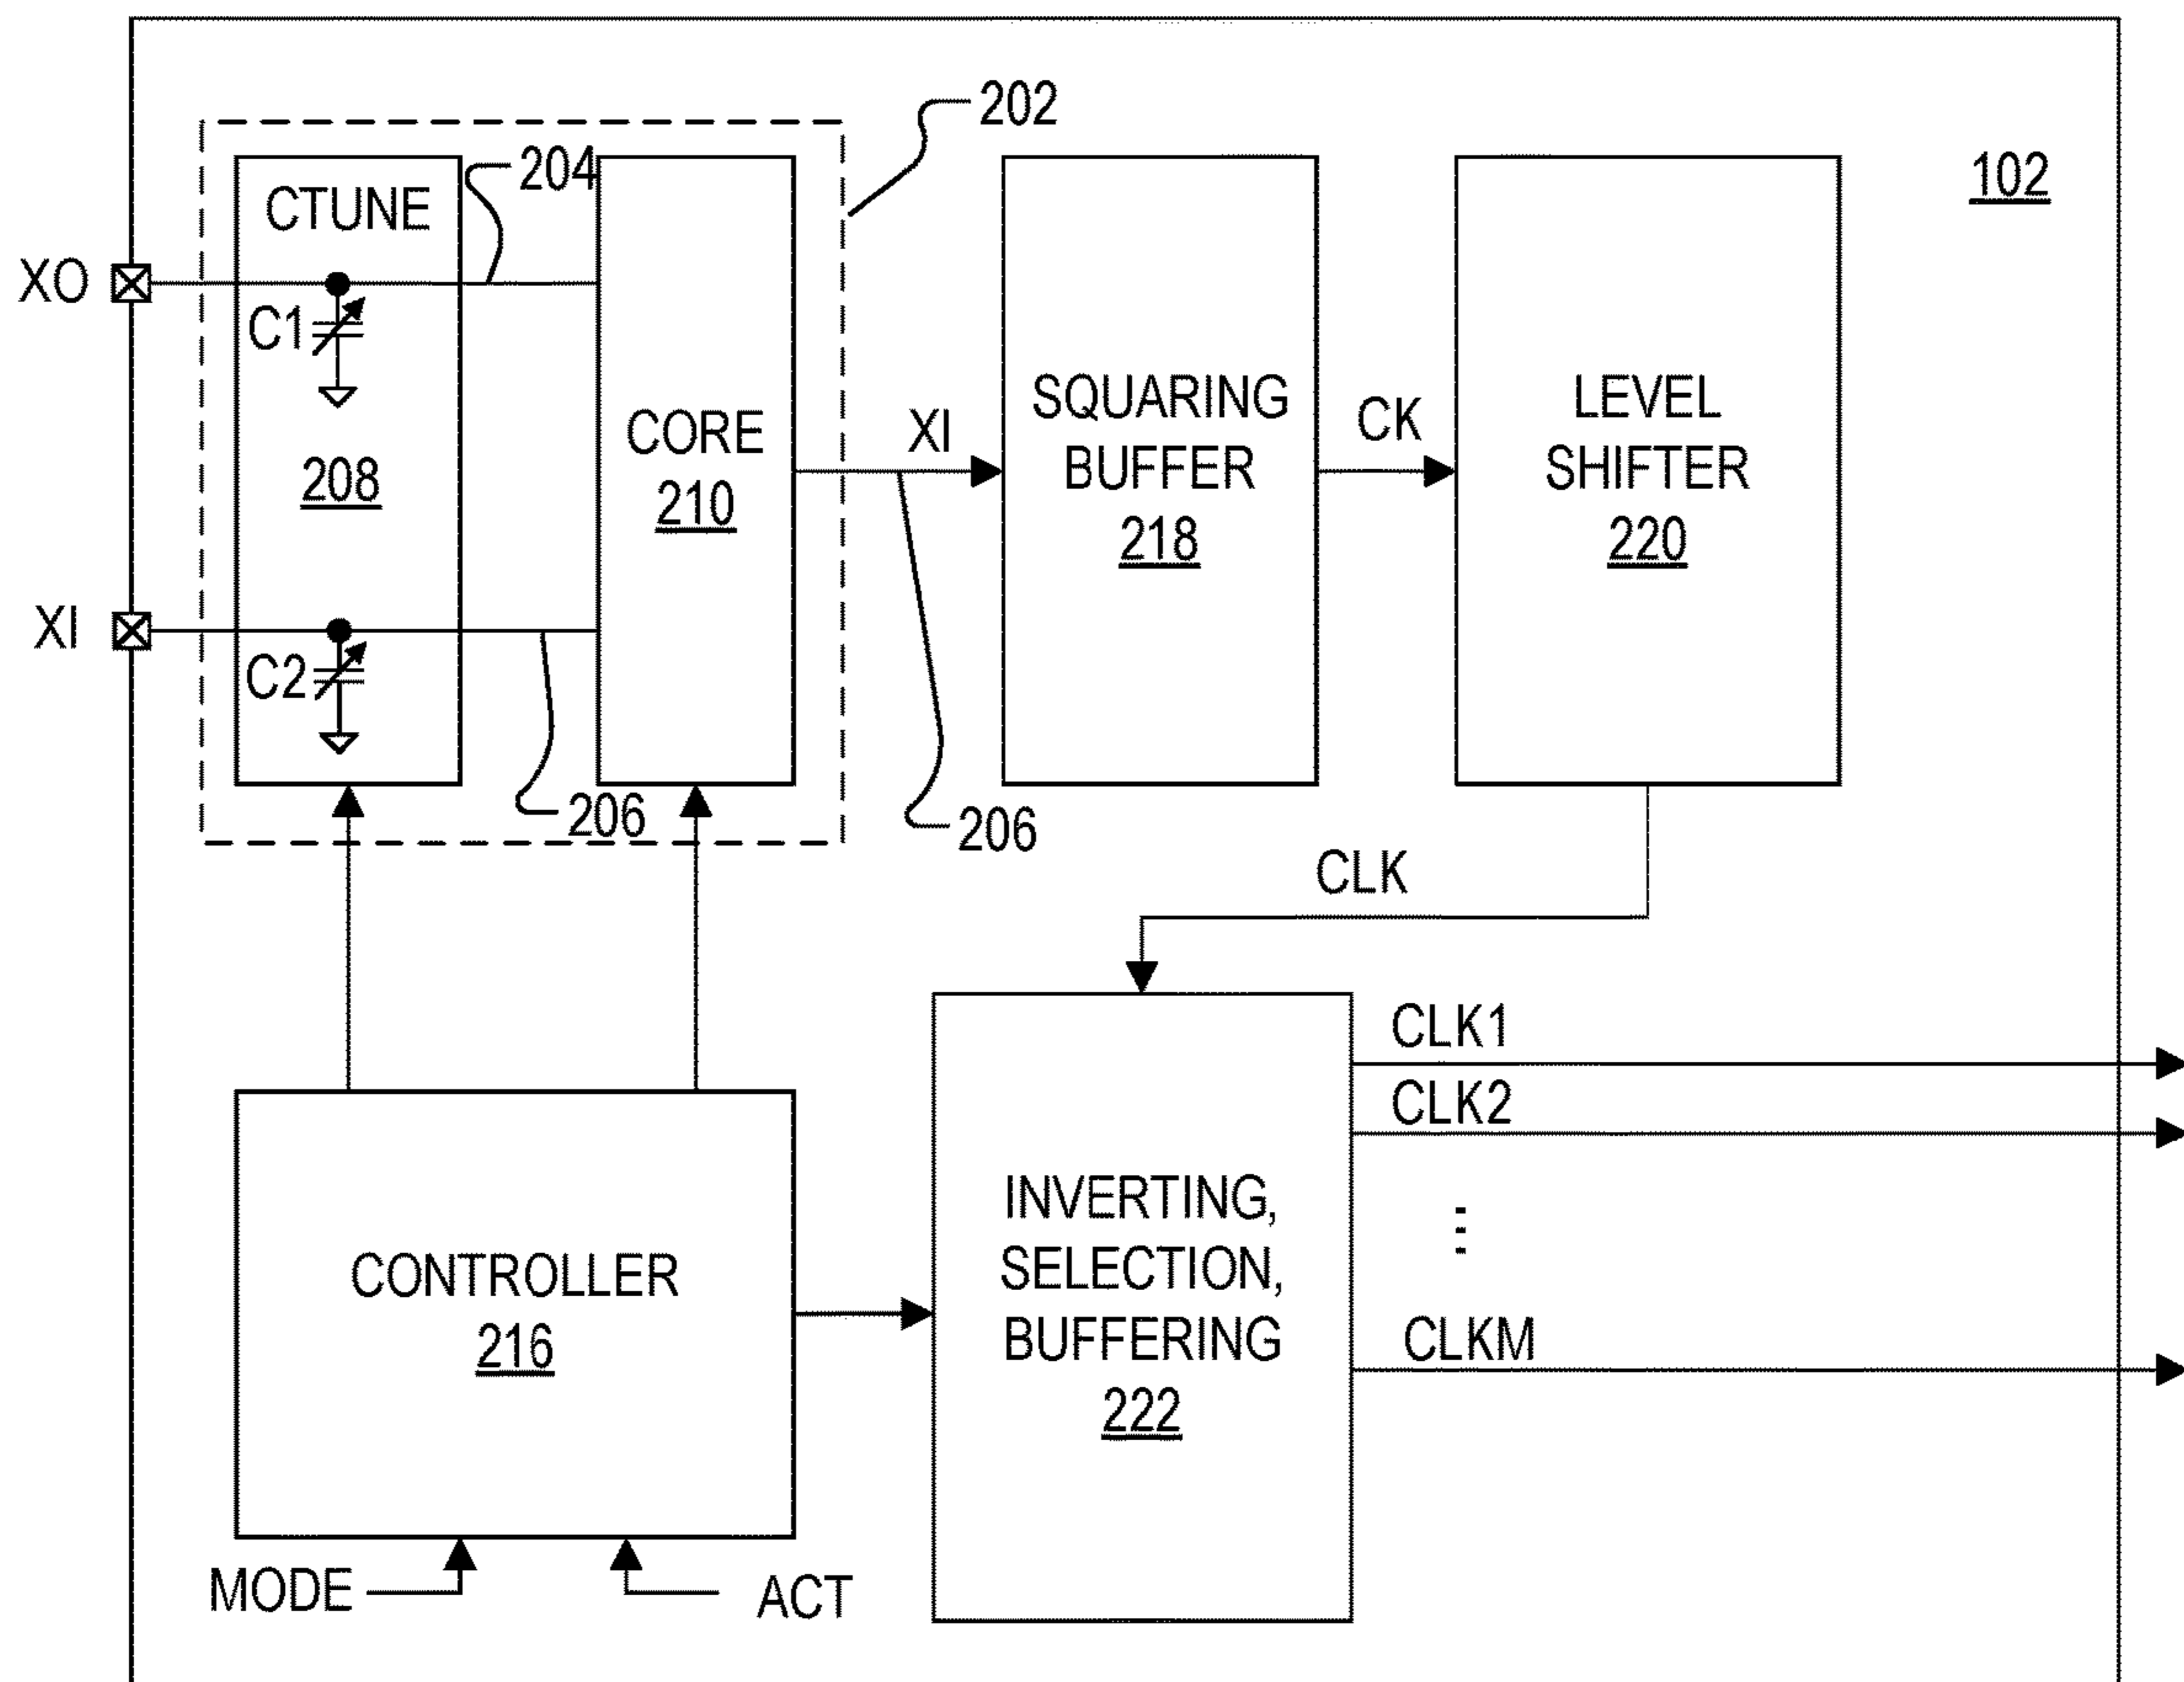 202
102
CTUNE
204
XO
C1
208
CORE
210
XI
SQUARING
BUFFER
218
CK
LEVEL
SHIFTER
220
XI
C2
206
206
CLK
CONTROLLER
216
MODE
ACT
INVERTING,
SELECTION,
BUFFERING
222
CLK1
CLK2
⋮
CLKM